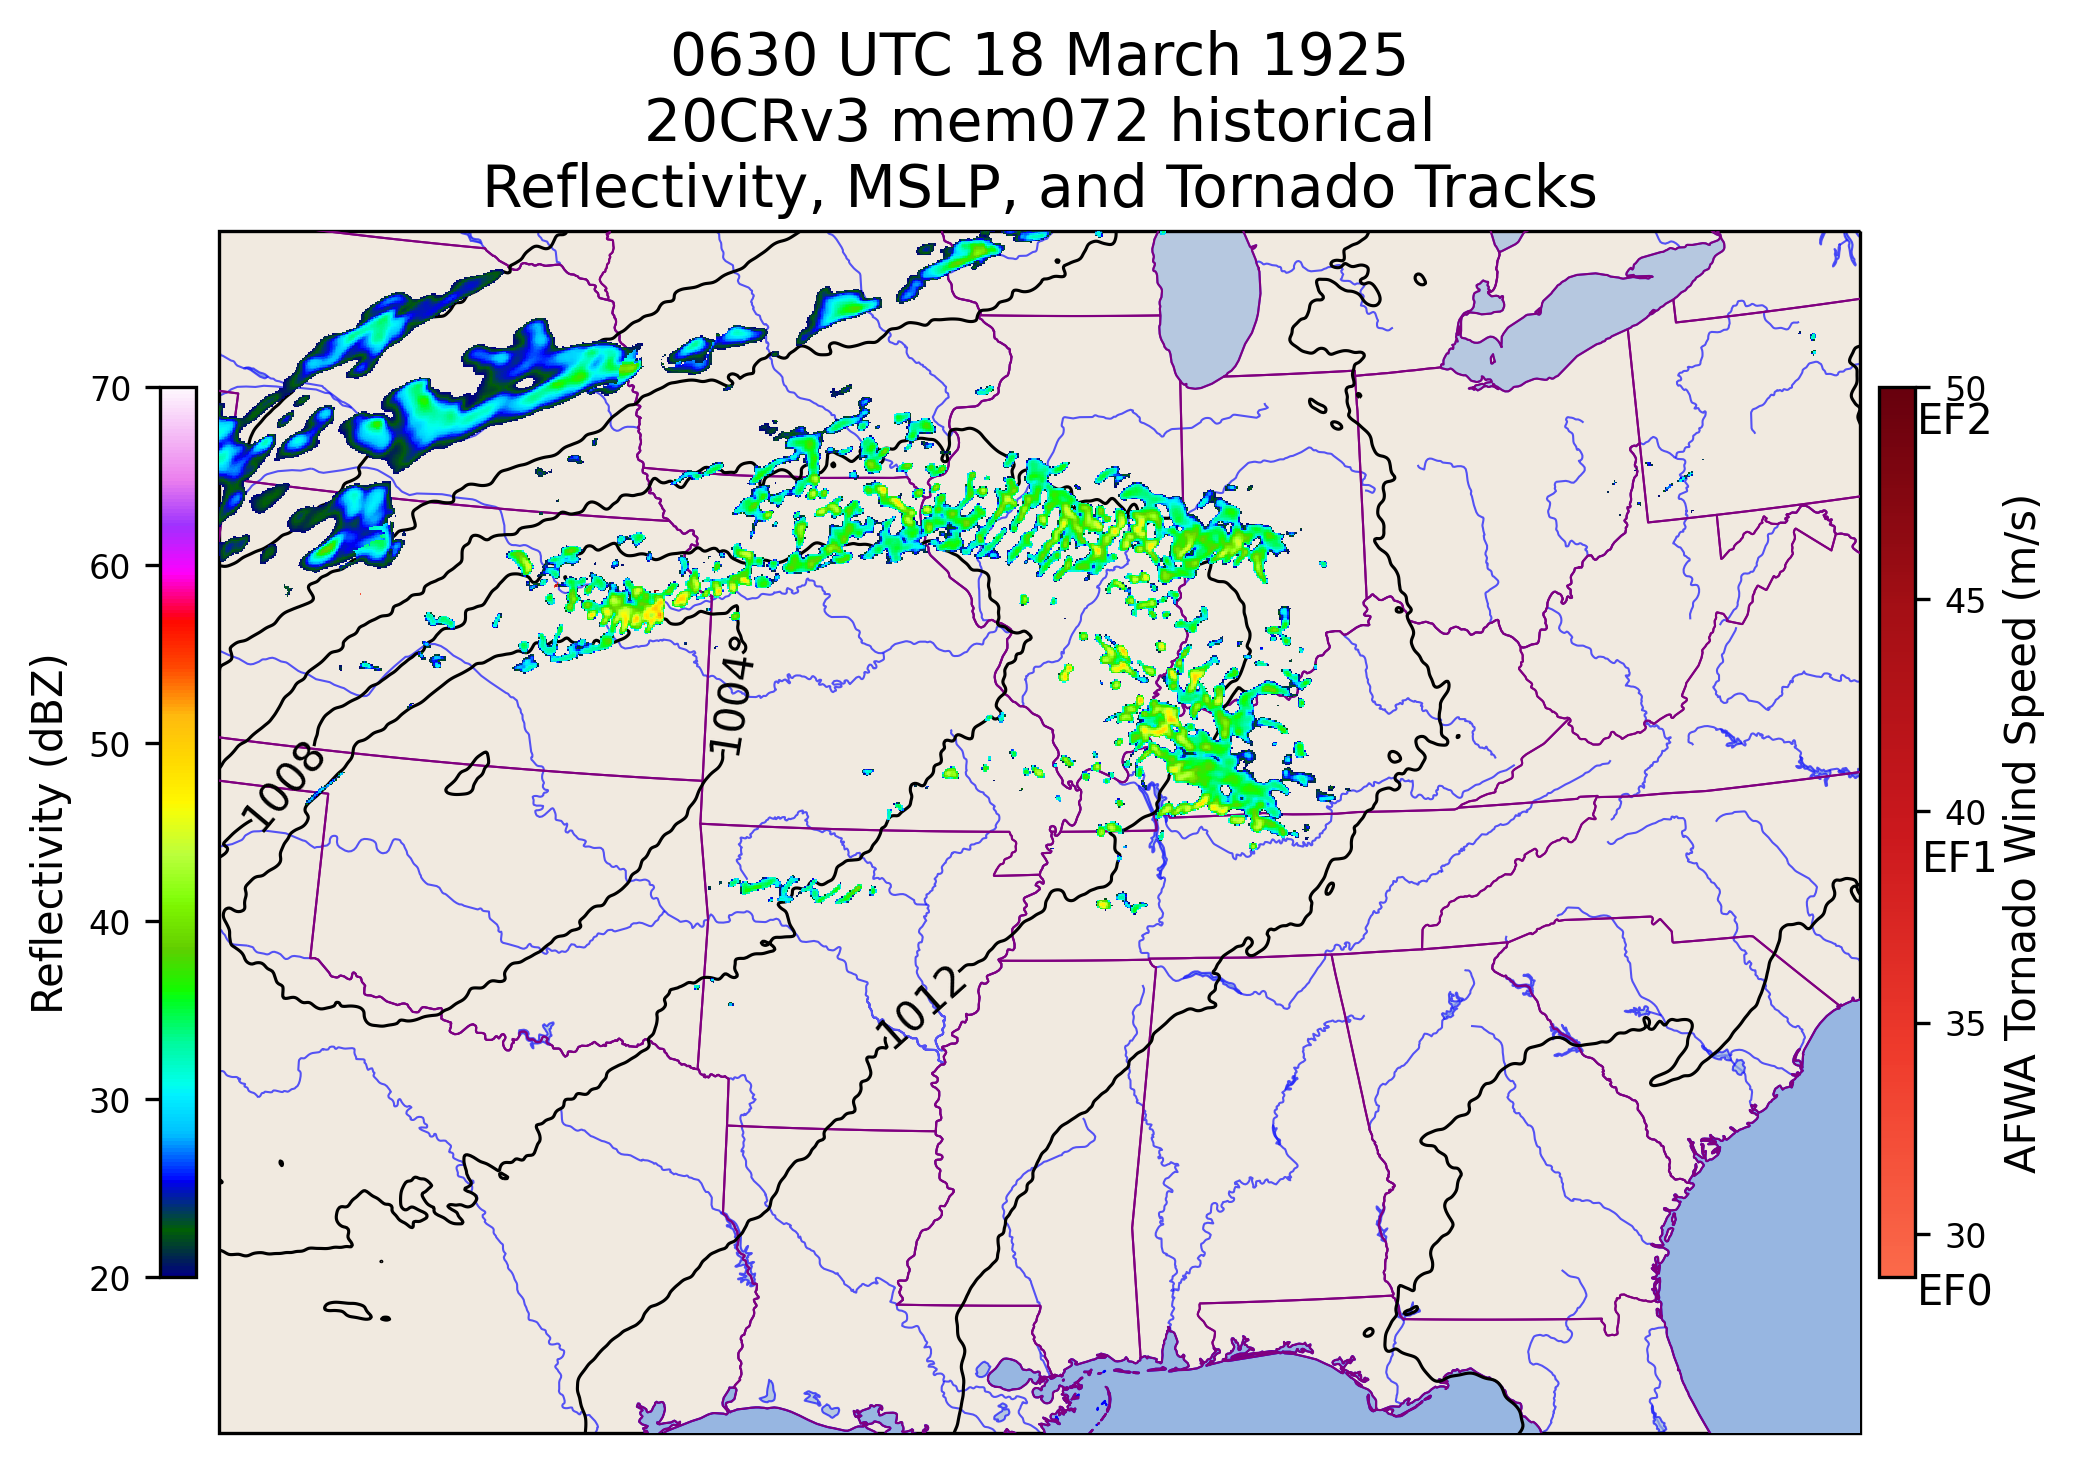 0630 UTC 18 March 1925
20CRv3 mem072 historical
Reflectivity, MSLP, and Tornado Tracks
Reflectivity (dBZ)
70
60
50
40
30
20
1008
1004
1012
50
EF2
45
40
EF1
35
30
EF0
AFWA Tornado Wind Speed (m/s)